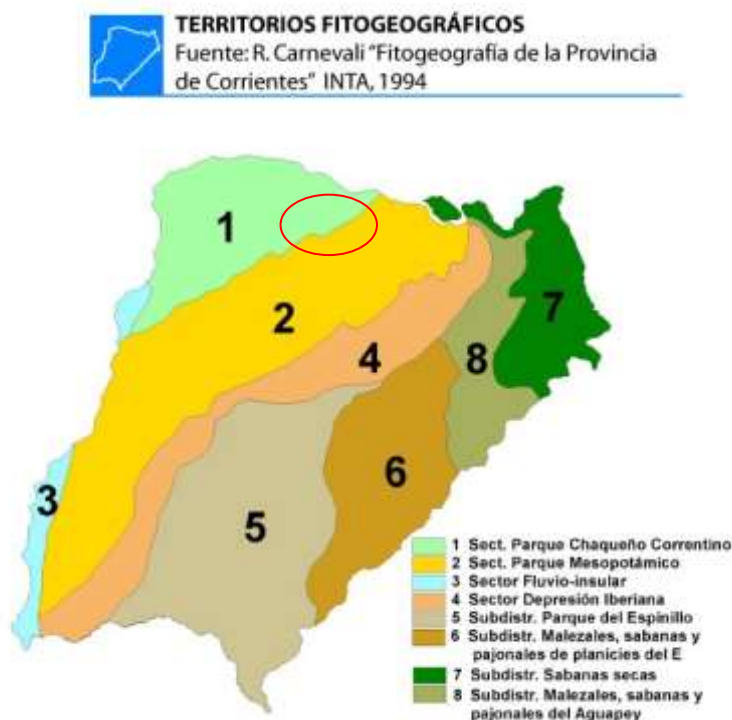 TERRITORIOS FITOGEOGRÁFICOS
Fuente: R. Carnevali "Fitogeografía de la Provincia
de Corrientes" INTA, 1994
1
2
7
4
8
6
3
5
1 Sect. Parque Chaqueño Correntino
2 Sect. Parque Mesopotámico
3 Sector Fluvio-insular
4 Sector Depresión Iberiana
5 Subdistr. Parque del Espinillo
6 Subdistr. Malezales, sabanas y
pajonales de planicies del E
7 Subdistr. Sabanas secas
8 Subdistr. Malezales, sabanas y
pajonales del Aguapey